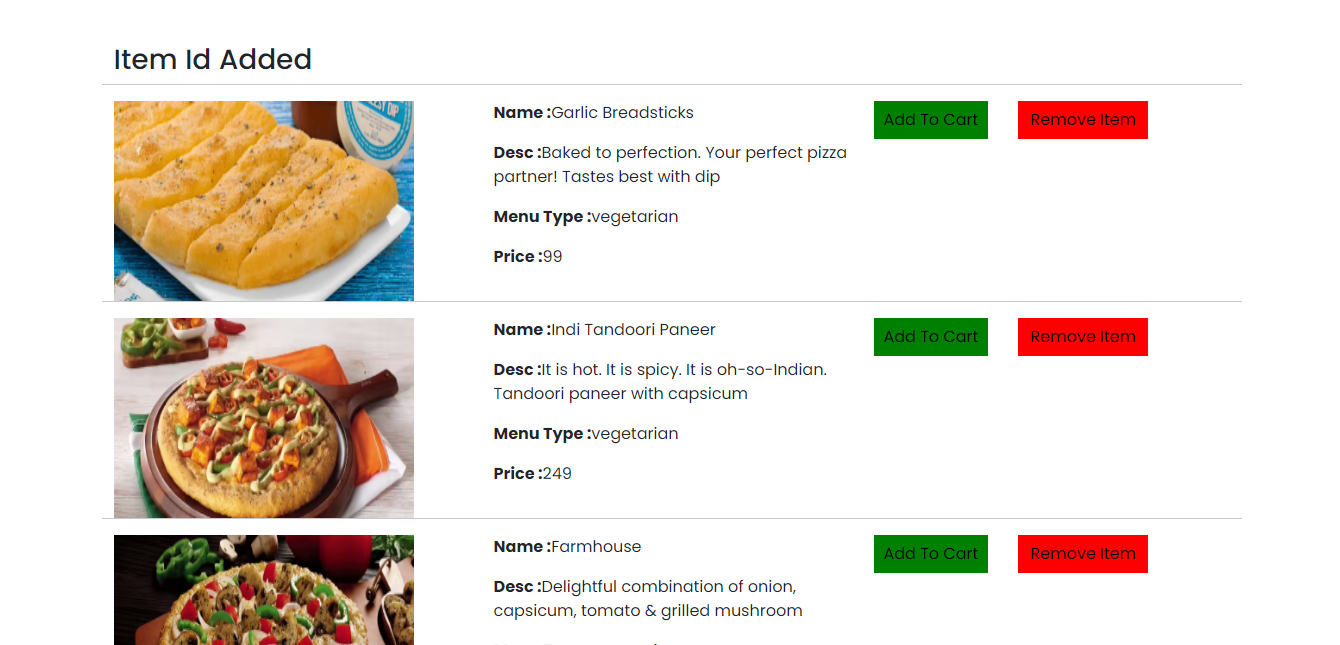 Item Id Added
DIP
Name :Garlic Breadsticks
Add To Cart
Remove Item
Desc :Baked to perfection. Your perfect pizza
partner! Tastes best with dip
Menu Type :vegetarian
Price :99
Name :Indi Tandoori Paneer
Add To Cart
Remove Item
Desc :It is hot. It is spicy. It is oh-so-Indian.
Tandoori paneer with capsicum
Menu Type :vegetarian
Price :249
Name :Farmhouse
Add To Cart
Remove Item
Desc :Delightful combination of onion,
capsicum, tomato & grilled mushroom